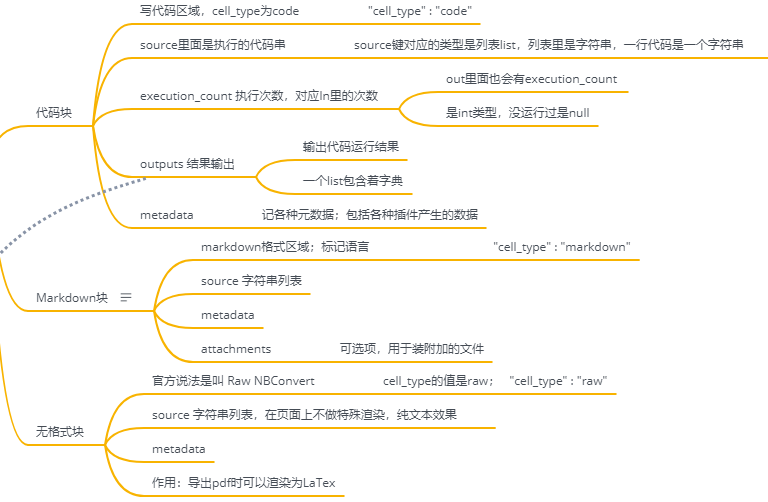 代码块
写代码区域，cell_type为code "cell_type" : "code"
source里面是执行的代码串 source键对应的类型是列表list，列表里是字符串，一行代码是一个字符串
execution_count 执行次数，对应In里的次数
out里面也会有execution_count
是int类型，没运行过是null
outputs 结果输出
输出代码运行结果
一个list包含着字典
metadata 记各种元数据；包括各种插件产生的数据
Markdown块
markdown格式区域；标记语言 "cell_type" : "markdown"
source 字符串列表
metadata
attachments 可选项，用于装附加的文件
无格式块
官方说法是叫 Raw NBConvert cell_type的值是raw； "cell_type" : "raw"
source 字符串列表，在页面上不做特殊渲染，纯文本效果
metadata
作用：导出pdf时可以渲染为LaTex